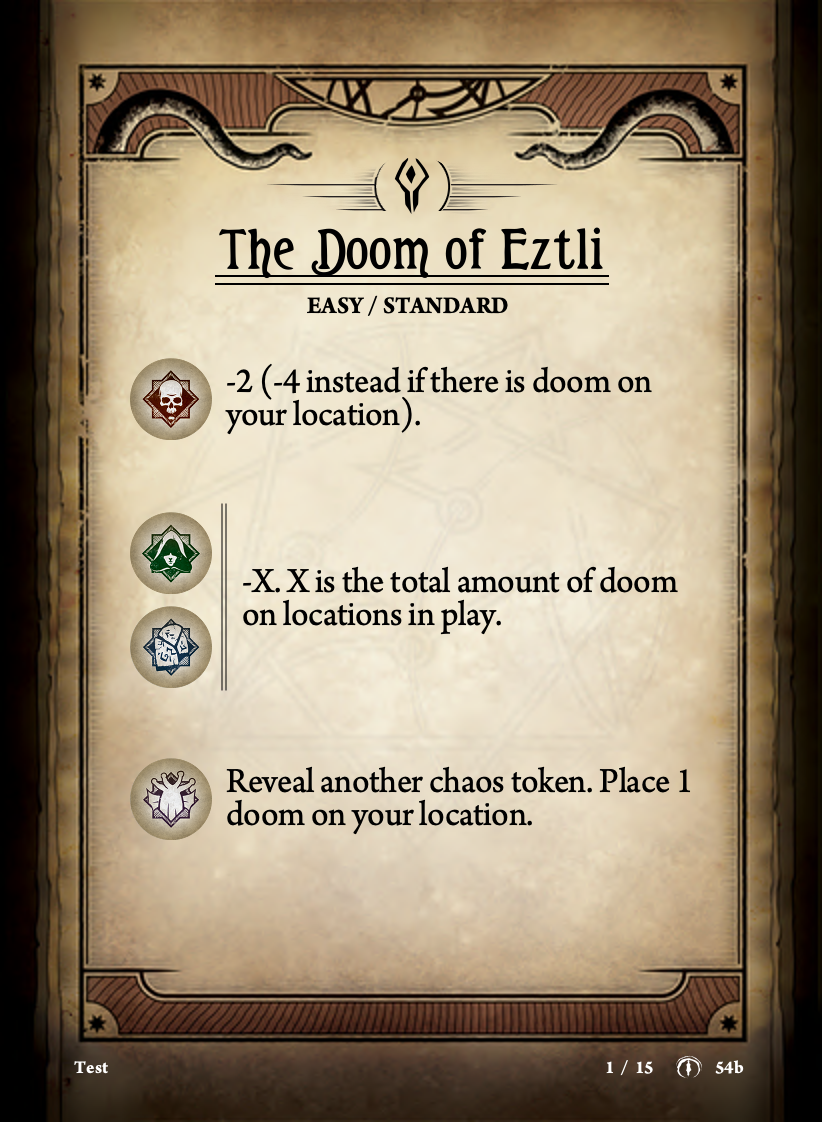 The Doom of Eztli
EASY / STANDARD
-2 (-4 instead if there is doom on
your location).
-X. X is the total amount of doom
on locations in play.
Reveal another chaos token. Place 1
doom on your location.
Test
1 / 15 54b